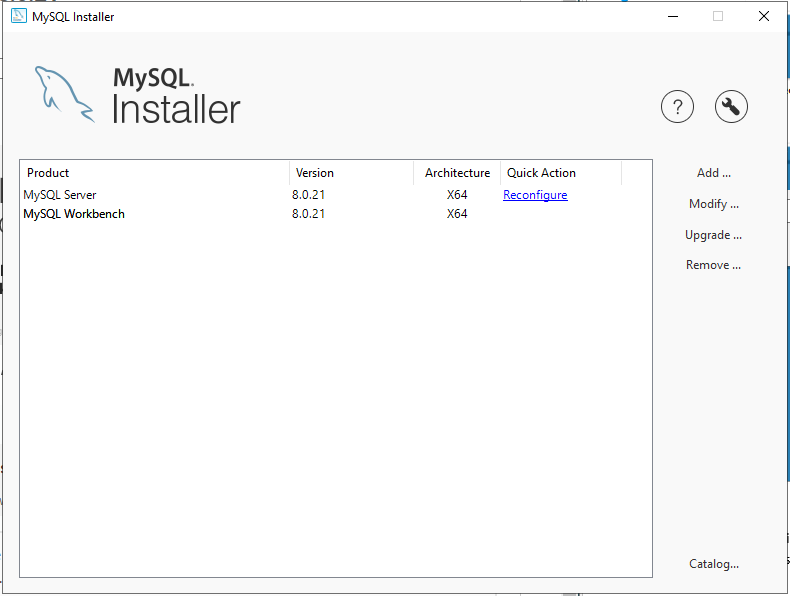 MySQL Installer
MySQL.
Installer
?
Product Version Architecture Quick Action
MySQL Server 8.0.21 X64 Reconfigure
MySQL Workbench 8.0.21 X64
Add ...
Modify ...
Upgrade ...
Remove ...
Catalog...